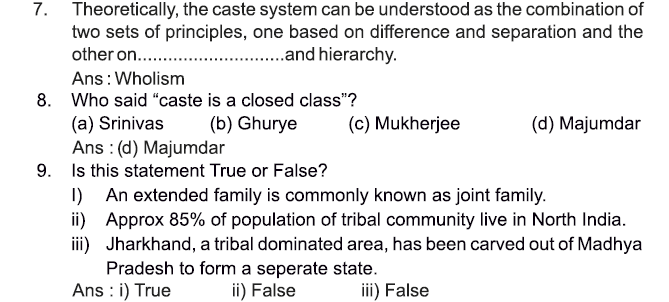 7. Theoretically, the caste system can be understood as the combination of
two sets of principles, one based on difference and separation and the
other on.............................and hierarchy.
Ans : Wholism
8. Who said “caste is a closed class”?
(a) Srinivas (b) Ghurye (c) Mukherjee (d) Majumdar
Ans : (d) Majumdar
9. Is this statement True or False?
I) An extended family is commonly known as joint family.
ii) Approx 85% of population of tribal community live in North India.
iii) Jharkhand, a tribal dominated area, has been carved out of Madhya
Pradesh to form a seperate state.
Ans : i) True ii) False iii) False